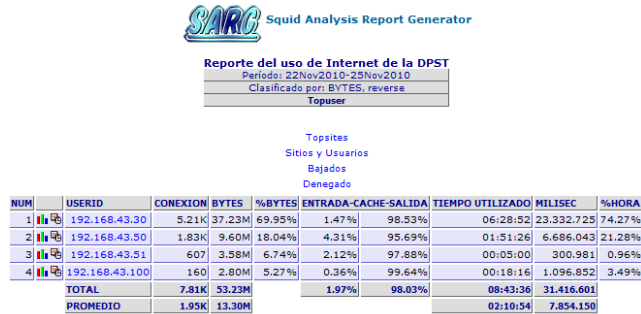 SARG Squid Analysis Report Generator
Reporte del uso de Internet de la DPST
Período: 22Nov2010-25Nov2010
Clasificado por: BYTES, reverse
Topuser
Topsites
Sitios y Usuarios
Bajados
Denegado
NUM USERID CONEXION BYTES %BYTES ENTRADA-CACHE-SALIDA TIEMPO UTILIZADO MILISEC %HORA
1 192.168.43.30 5.21K 37.23M 69.95% 1.47% 98.53% 06:28:52 23.332.725 74.27%
2 192.168.43.50 1.83K 9.60M 18.04% 4.31% 95.69% 01:51:26 6.686.043 21.28%
3 192.168.43.51 607 3.58M 6.74% 2.12% 97.88% 00:05:00 300.981 0.96%
4 192.168.43.100 160 2.80M 5.27% 0.36% 99.64% 00:18:16 1.096.852 3.49%
TOTAL 7.81K 53.23M 1.97% 98.03% 08:43:36 31.416.601
PROMEDIO 1.95K 13.30M 02:10:54 7.854.150